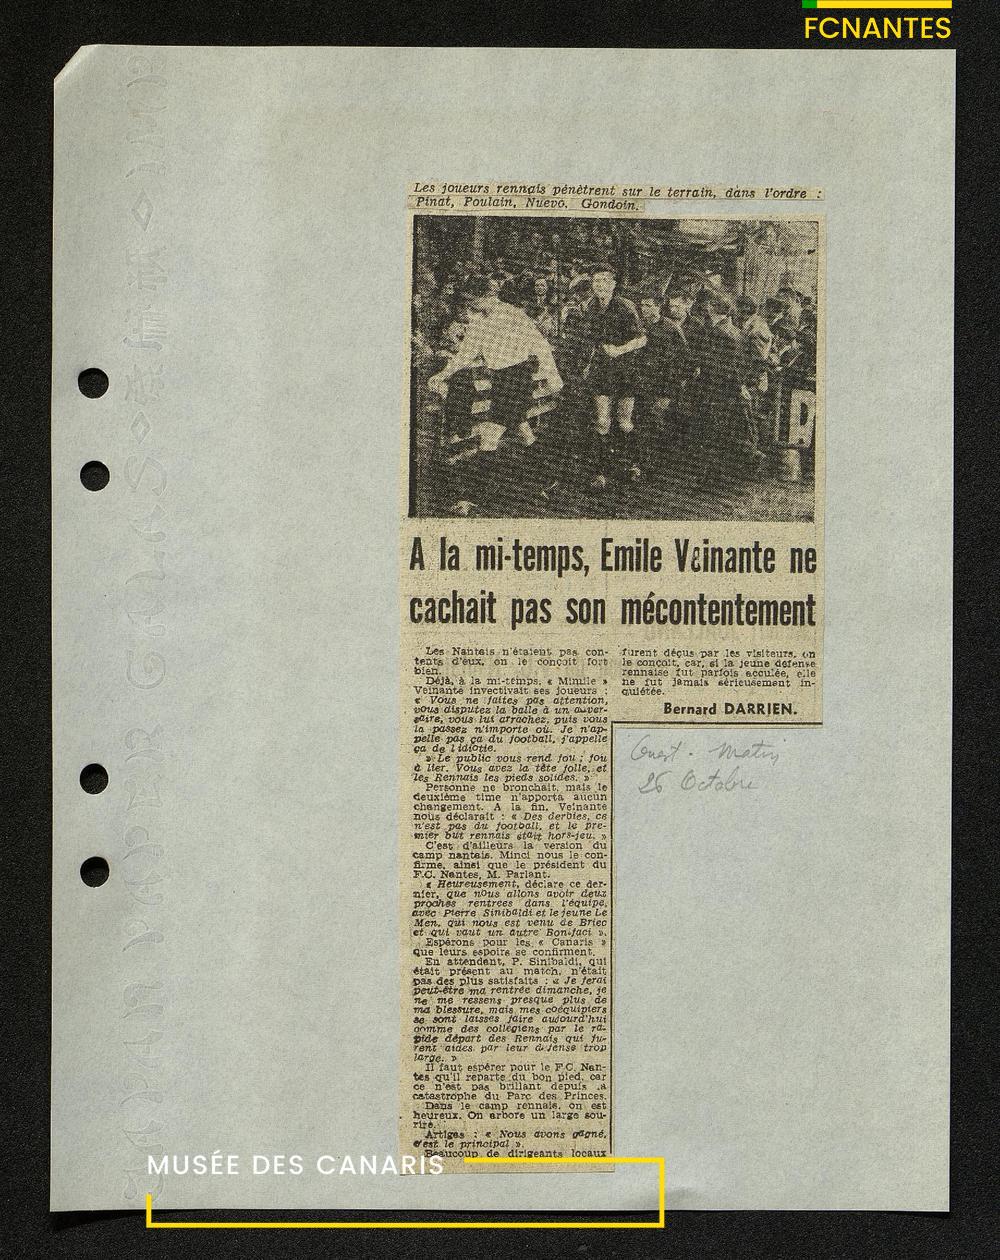 FCNANTES
Les joueurs rennais pénètrent sur le terrain, dans l'ordre :
Pinat, Poulain, Nuevo, Gondoin.
A la mi-temps, Emile Veinante ne
cachait pas son mécontentement
Les Nantais n'étaient pas con-
tents d'eux, on le conçoit fort
bien.
Déjà, à la mi-temps, « Mimile »
Veinante invectivait ses joueurs :
« Vous ne faites pas attention,
vous disputez la balle à un adver-
saire, vous lui arrachez, puis vous
la passez n'importe où. Je n'ap-
pelle pas ça du football, j'appelle
ça de l'idiotie.
» Le public vous rend fou ; fou
à lier. Vous avez la tête folle, et
les Rennais les pieds solides. »
Personne ne bronchait, mais le
deuxième time n'apporta aucun
changement. A la fin, Veinante
nous déclarait : « Des derbies, ce
n'est pas du football, et le pre-
mier but rennais était hors-jeu. »
C'est d'ailleurs la version du
camp nantais. Minci nous le con-
firme, ainsi que le président du
F.C. Nantes, M. Parlant.
« Heureusement, déclare ce der-
nier, que nous allons avoir deux
proches rentrées dans l'équipe,
avec Pierre Sinibaldi et le jeune Le
Men, qui nous est venu de Briec
et qui vaut un autre Bonifaci ».
Espérons pour les « Canaris »
que leurs espoirs se confirment.
En attendant, P. Sinibaldi, qui
était présent au match, n'était
pas des plus satisfaits : « Je ferai
peut-être ma rentrée dimanche, je
ne me ressens presque plus de
ma blessure, mais mes coéquipiers
se sont laissés faire aujourd'hui
comme des collégiens par le ra-
pide départ des Rennais qui fu-
rent aidés par leur défense trop
large. »
Il faut espérer pour le F.C. Nan-
tes qu'il reparte du bon pied, car
ce n'est pas brillant depuis la
catastrophe du Parc des Princes.
Dans le camp rennais, on est
heureux. On arbore un large sou-
rire.
Artigas : « Nous avons gagné,
c'est le principal ».
Beaucoup de dirigeants locaux
furent déçus par les visiteurs, on
le conçoit, car, si la jeune défense
rennaise fut parfois acculée, elle
ne fut jamais sérieusement in-
quiétée.
Bernard DARRIEN.
Ouest - Matin
26 Octobre
MUSÉE DES CANARIS